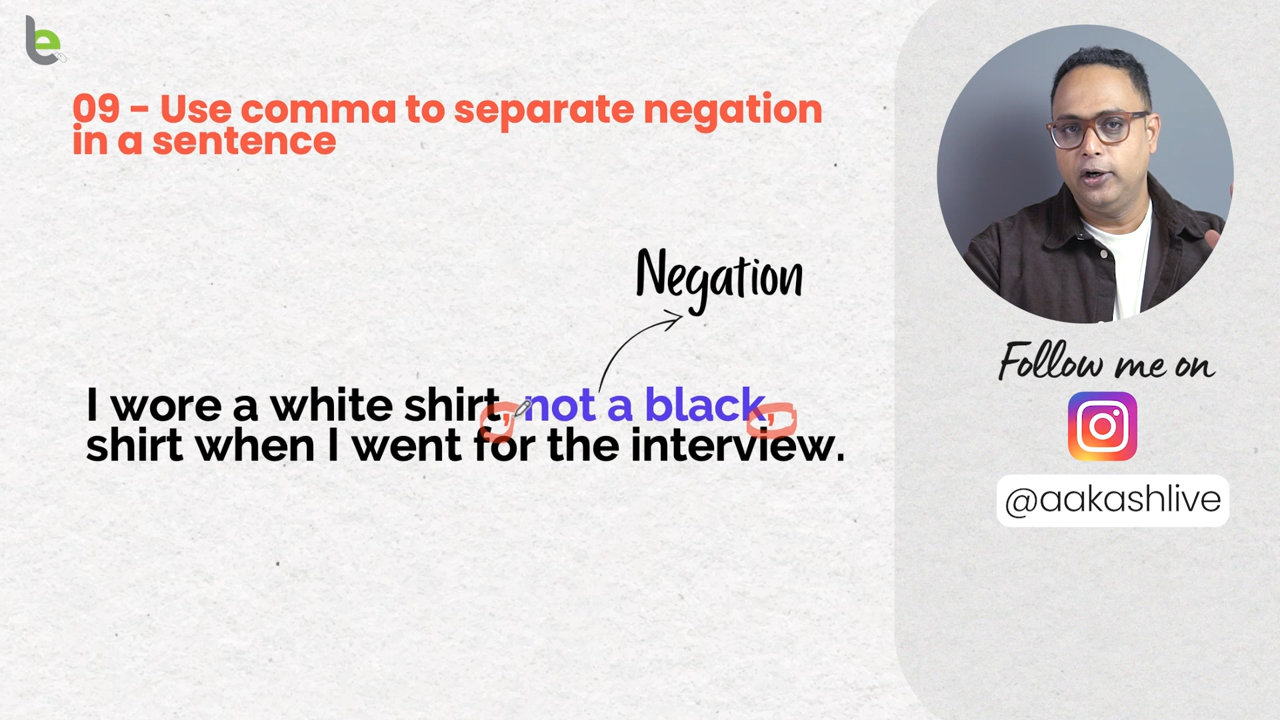 09 - Use comma to separate negation
in a sentence
Negation
I wore a white shirt, not a black,
shirt when I went for the interview.
Follow me on
@aakashlive